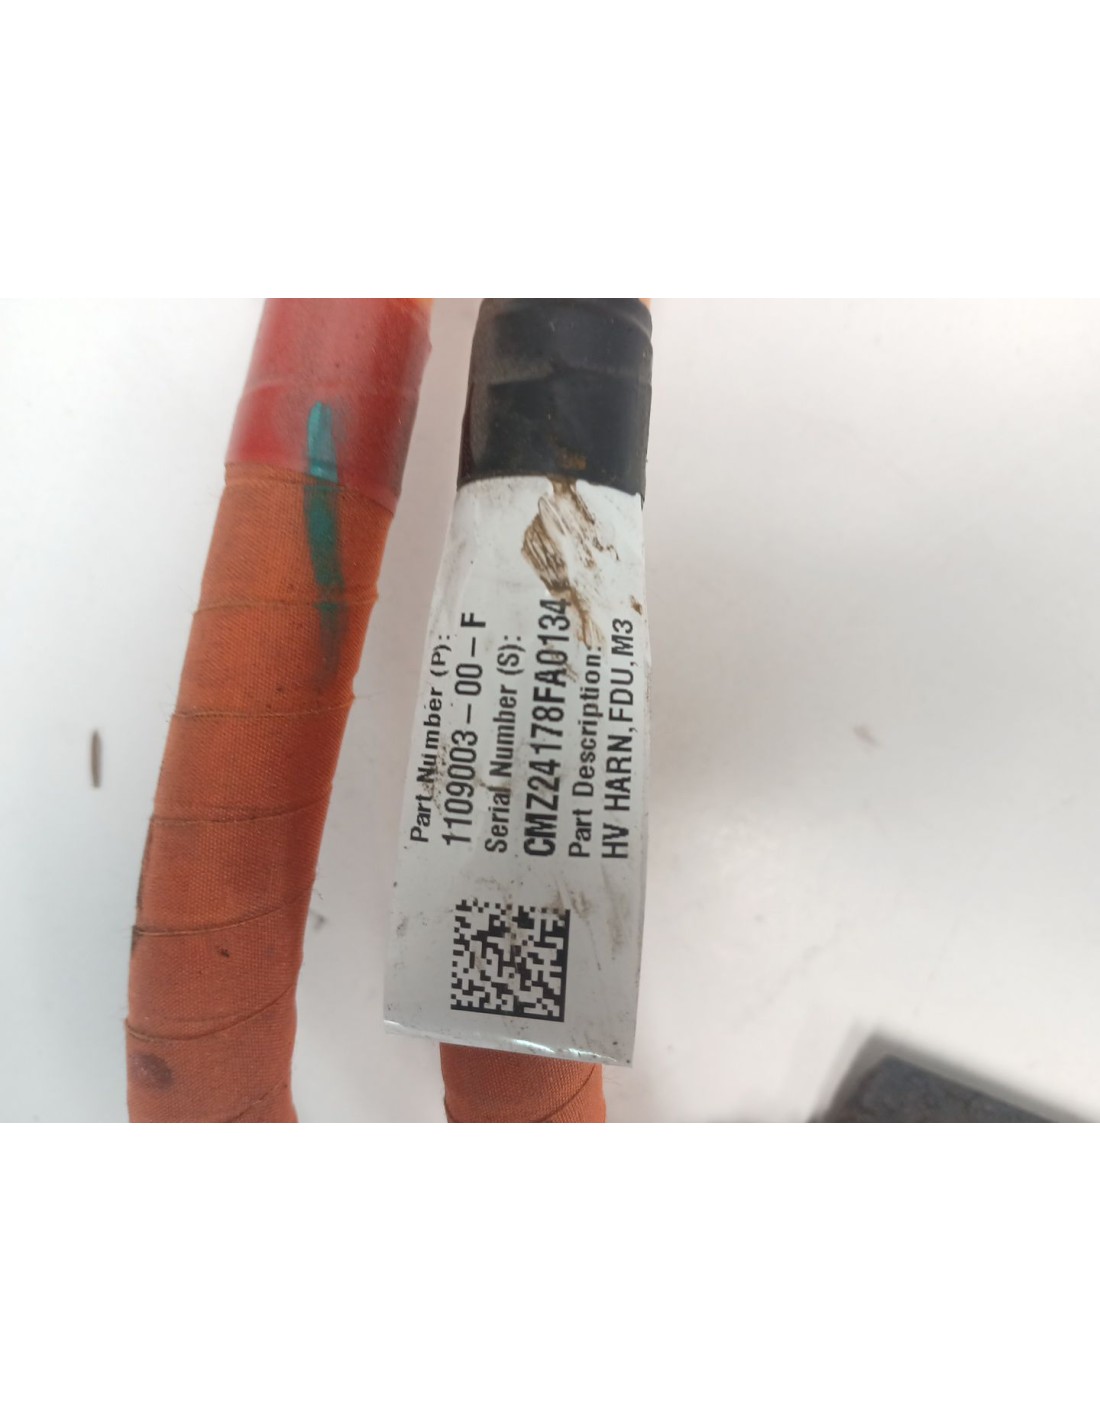 Part Number (P):
1109003-00-F
Serial Number (S):
CMZ24178FA0134
Part Description:
HV HARN,FDU,M3